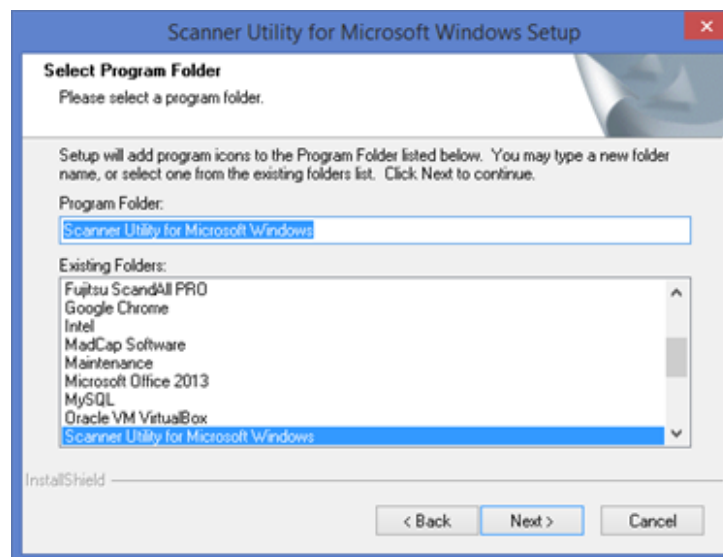 Scanner Utility for Microsoft Windows Setup
Select Program Folder
Please select a program folder.
Setup will add program icons to the Program Folder listed below. You may type a new folder
name, or select one from the existing folders list. Click Next to continue.
Program Folder:
Scanner Utility for Microsoft Windows
Existing Folders:
Fujitsu ScandAll PRO
Google Chrome
Intel
MadCap Software
Maintenance
Microsoft Office 2013
MySQL
Oracle VM VirtualBox
Scanner Utility for Microsoft Windows
InstallShield
< Back Next > Cancel